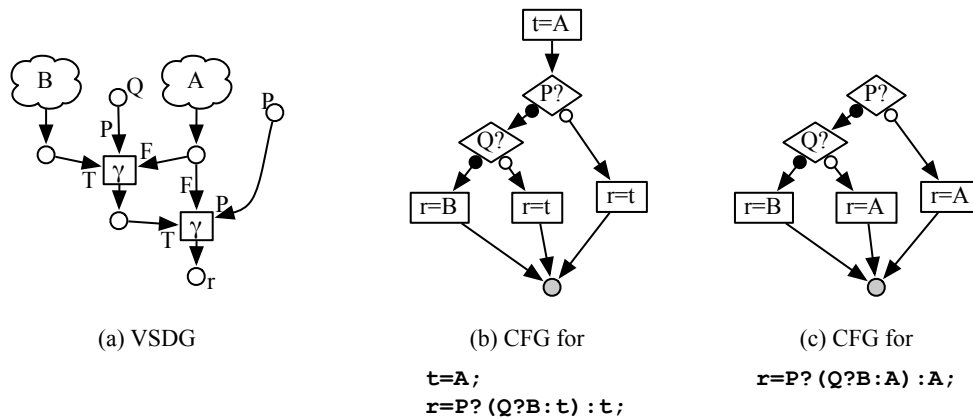 B
Q
A
P
P
F
T
γ
F
P
T
γ
r
(a) VSDG
t=A
P?
Q?
r=B
r=t
r=t
(b) CFG for
t=A;
r=P?(Q?B:t):t;
P?
Q?
r=B
r=A
r=A
(c) CFG for
r=P?(Q?B:A):A;